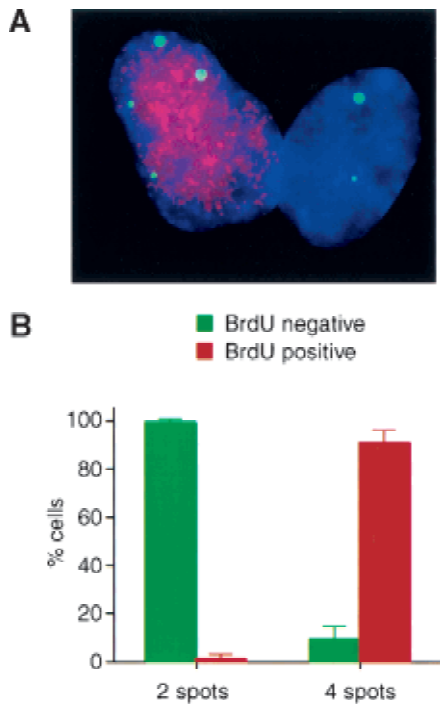 A
B
BrdU negative
BrdU positive
% cells
100
80
60
40
20
0
2 spots
4 spots